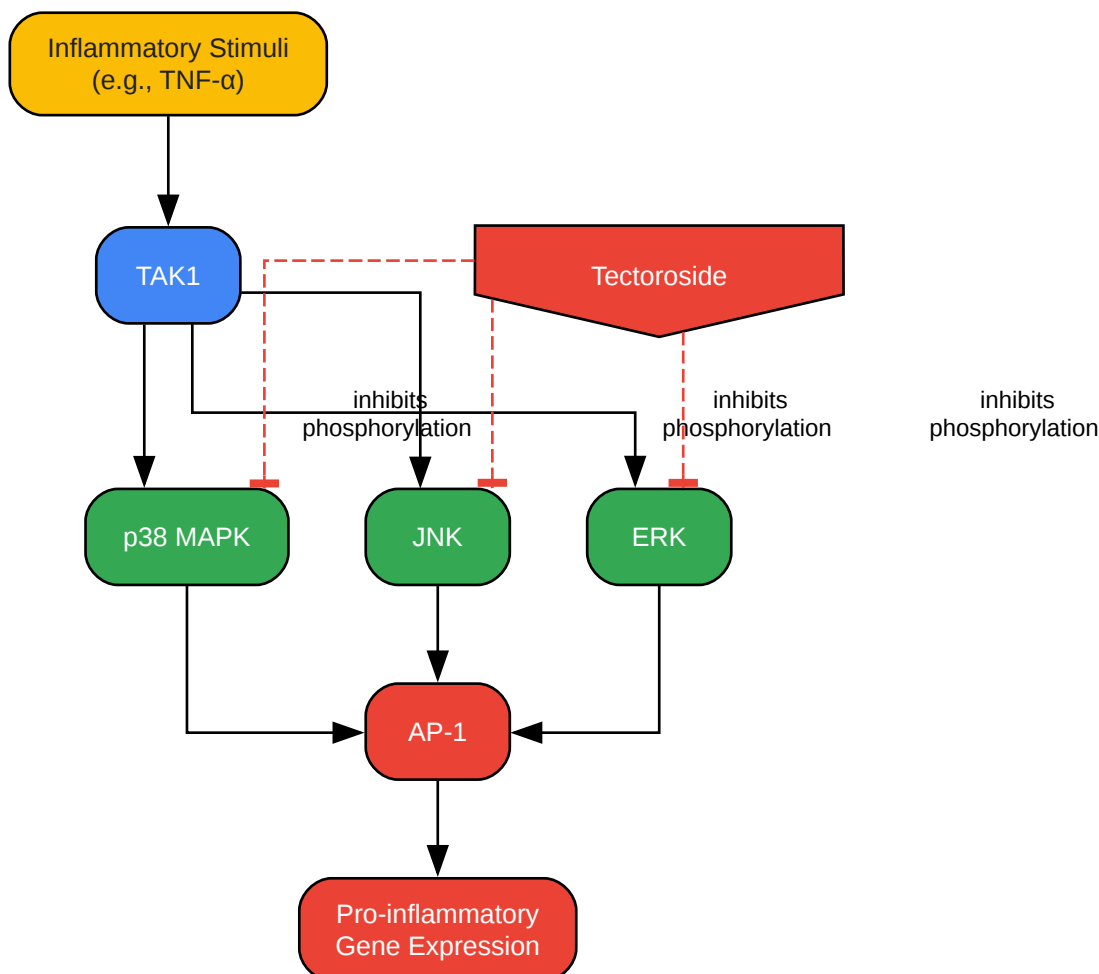 Inflammatory Stimuli
(e.g., TNF-α)
TAK1
Tectoroside
inhibits
phosphorylation
inhibits
phosphorylation
inhibits
phosphorylation
p38 MAPK
JNK
ERK
AP-1
Pro-inflammatory
Gene Expression